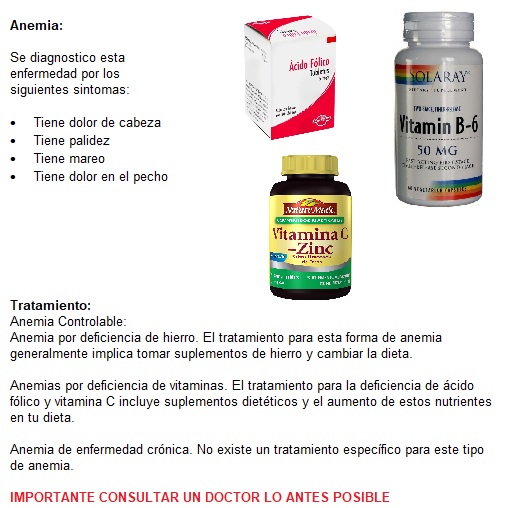 Anemia:
Se diagnostico esta
enfermedad por los
siguientes sintomas:
• Tiene dolor de cabeza
• Tiene palidez
• Tiene mareo
• Tiene dolor en el pecho
Ácido Fólico
Tabletas
SOLARAY
DIETARY SUPPLEMENT
Vitamin B-6
50 MG
60 VEGETARIAN CAPSULES
Nature Made
Vitamina C
-Zinc
Tratamiento:
Anemia Controlable:
Anemia por deficiencia de hierro. El tratamiento para esta forma de anemia
generalmente implica tomar suplementos de hierro y cambiar la dieta.
Anemias por deficiencia de vitaminas. El tratamiento para la deficiencia de ácido
fólico y vitamina C incluye suplementos dietéticos y el aumento de estos nutrientes
en tu dieta.
Anemia de enfermedad crónica. No existe un tratamiento específico para este tipo
de anemia.
IMPORTANTE CONSULTAR UN DOCTOR LO ANTES POSIBLE